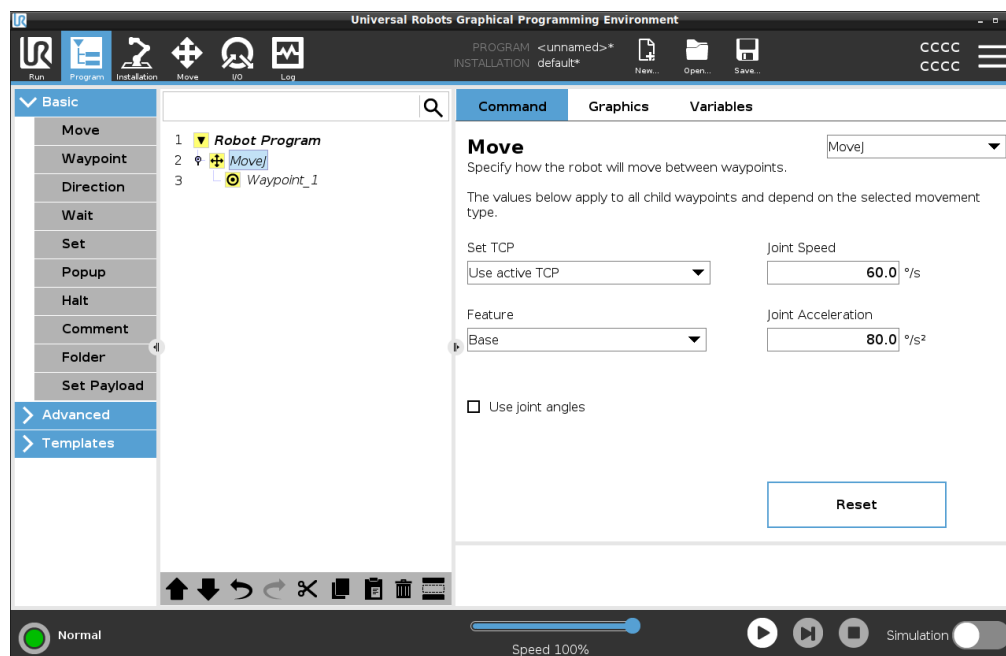 UR
Universal Robots Graphical Programming Environment
UR
Run
Program
Installation
Move
I/O
Log
PROGRAM <unnamed>*
INSTALLATION default*
New...
Open...
Save...
CCCC
CCCC
Basic
Move
Waypoint
Direction
Wait
Set
Popup
Halt
Comment
Folder
Set Payload
Advanced
Templates
1 Robot Program
2 MoveJ
3 Waypoint_1
Command
Graphics
Variables
Move
MoveJ
Specify how the robot will move between waypoints.
The values below apply to all child waypoints and depend on the selected movement
type.
Set TCP
Joint Speed
Use active TCP
60.0 °/s
Feature
Joint Acceleration
Base
80.0 °/s²
Use joint angles
Reset
Normal
Speed 100%
Simulation